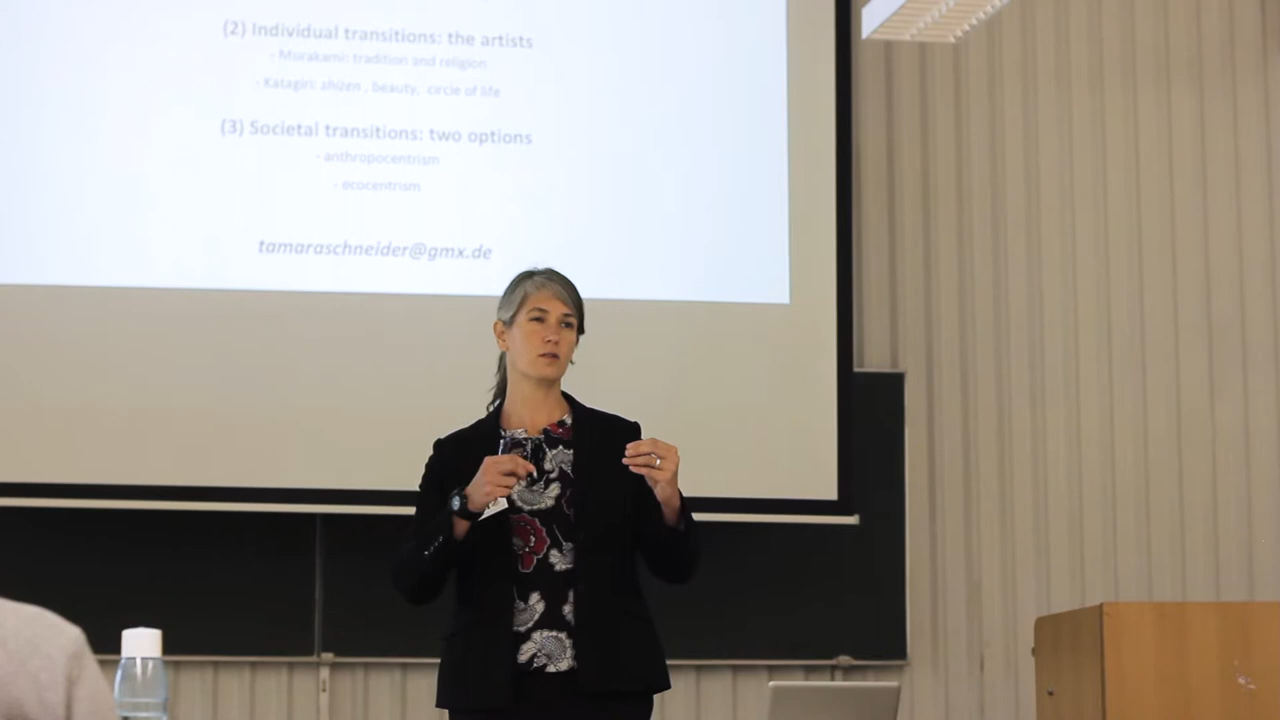 (2) Individual transitions: the artists
- Murakami: tradition and religion
- Katagiri: shizen , beauty, circle of life
(3) Societal transitions: two options
- anthropocentrism
- ecocentrism
tamaraschneider@gmx.de